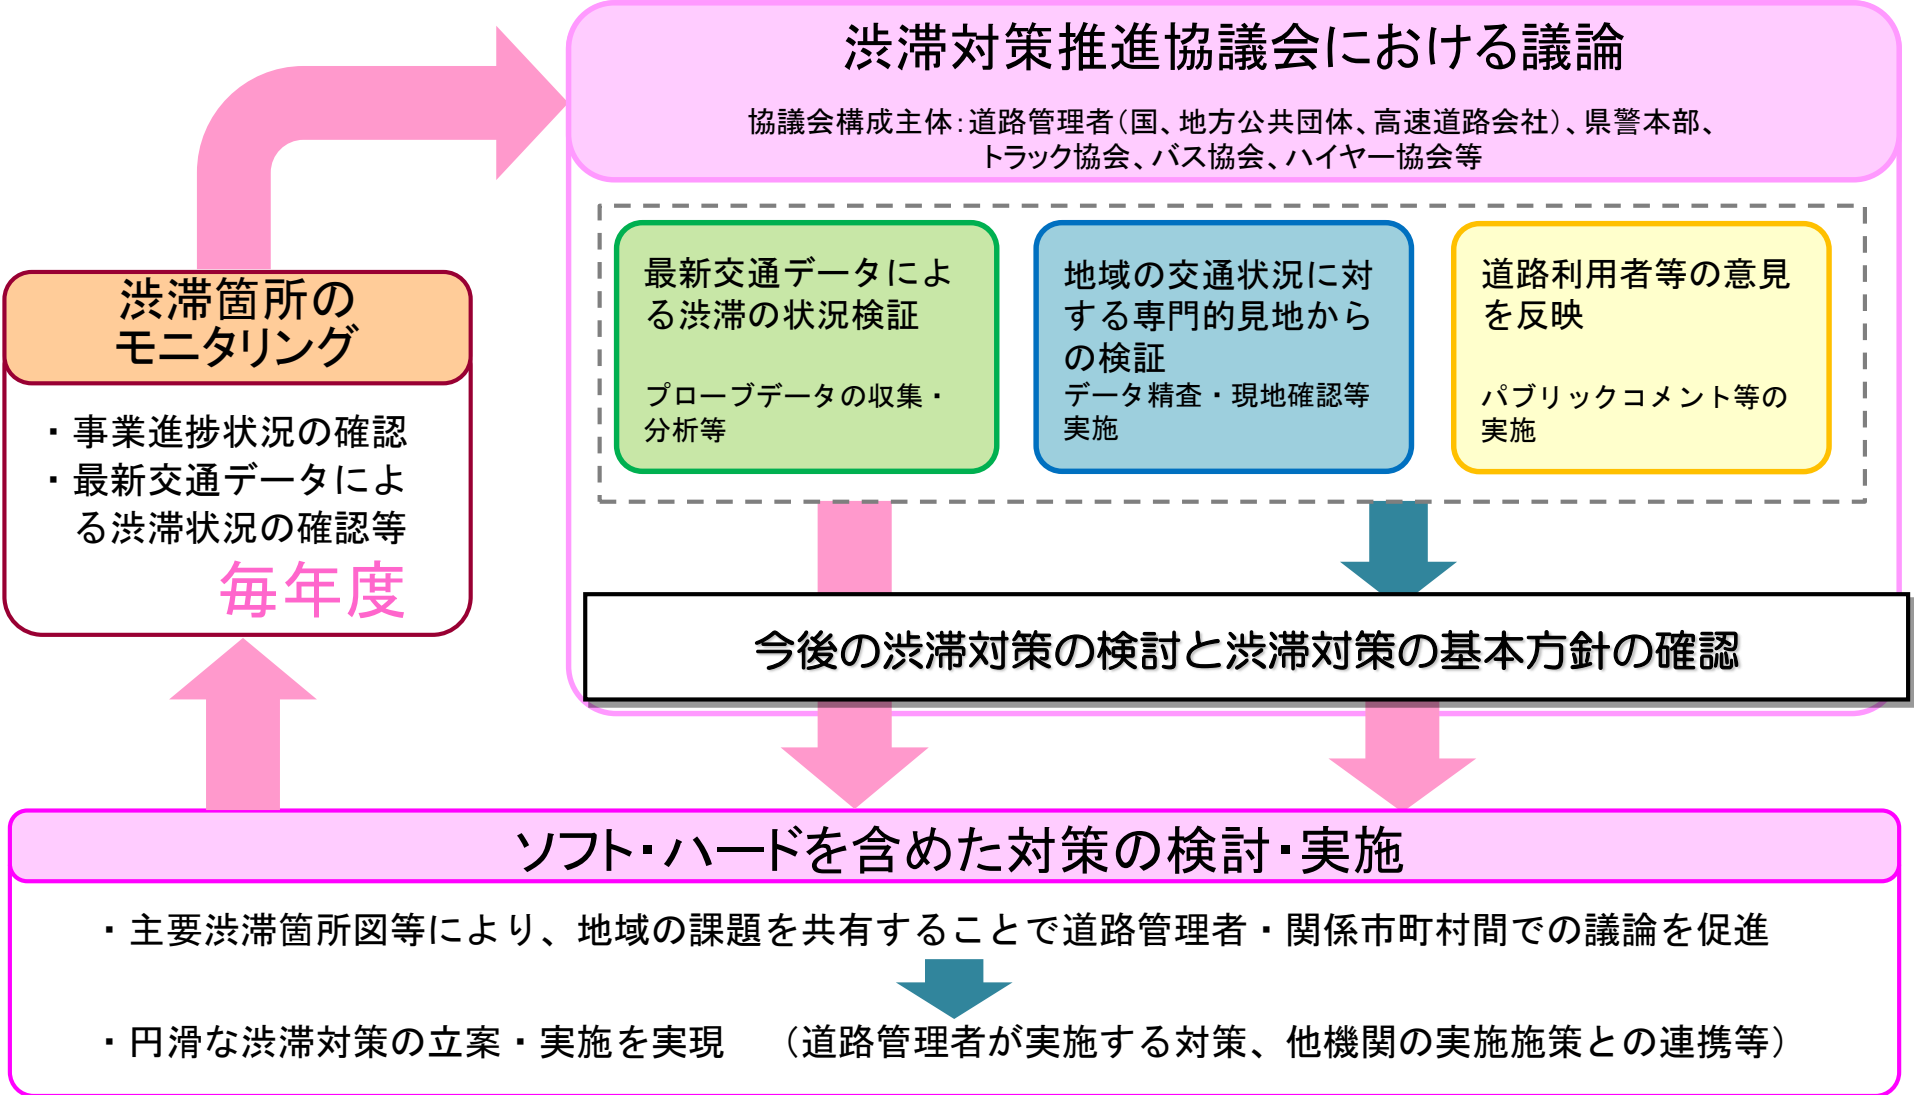 渋滞対策推進協議会における議論
協議会構成主体：道路管理者（国、地方公共団体、高速道路会社）、県警本部、
トラック協会、バス協会、ハイヤー協会等
最新交通データによ
る渋滞の状況検証
プローブデータの収集・
分析等
地域の交通状況に対
する専門的見地から
の検証
データ精査・現地確認等
実施
道路利用者等の意見
を反映
パブリックコメント等の
実施
渋滞箇所の
モニタリング
・事業進捗状況の確認
・最新交通データによ
る渋滞状況の確認等
毎年度
今後の渋滞対策の検討と渋滞対策の基本方針の確認
ソフト・ハードを含めた対策の検討・実施
・主要渋滞箇所図等により、地域の課題を共有することで道路管理者・関係市町村間での議論を促進
・円滑な渋滞対策の立案・実施を実現　（道路管理者が実施する対策、他機関の実施施策との連携等）